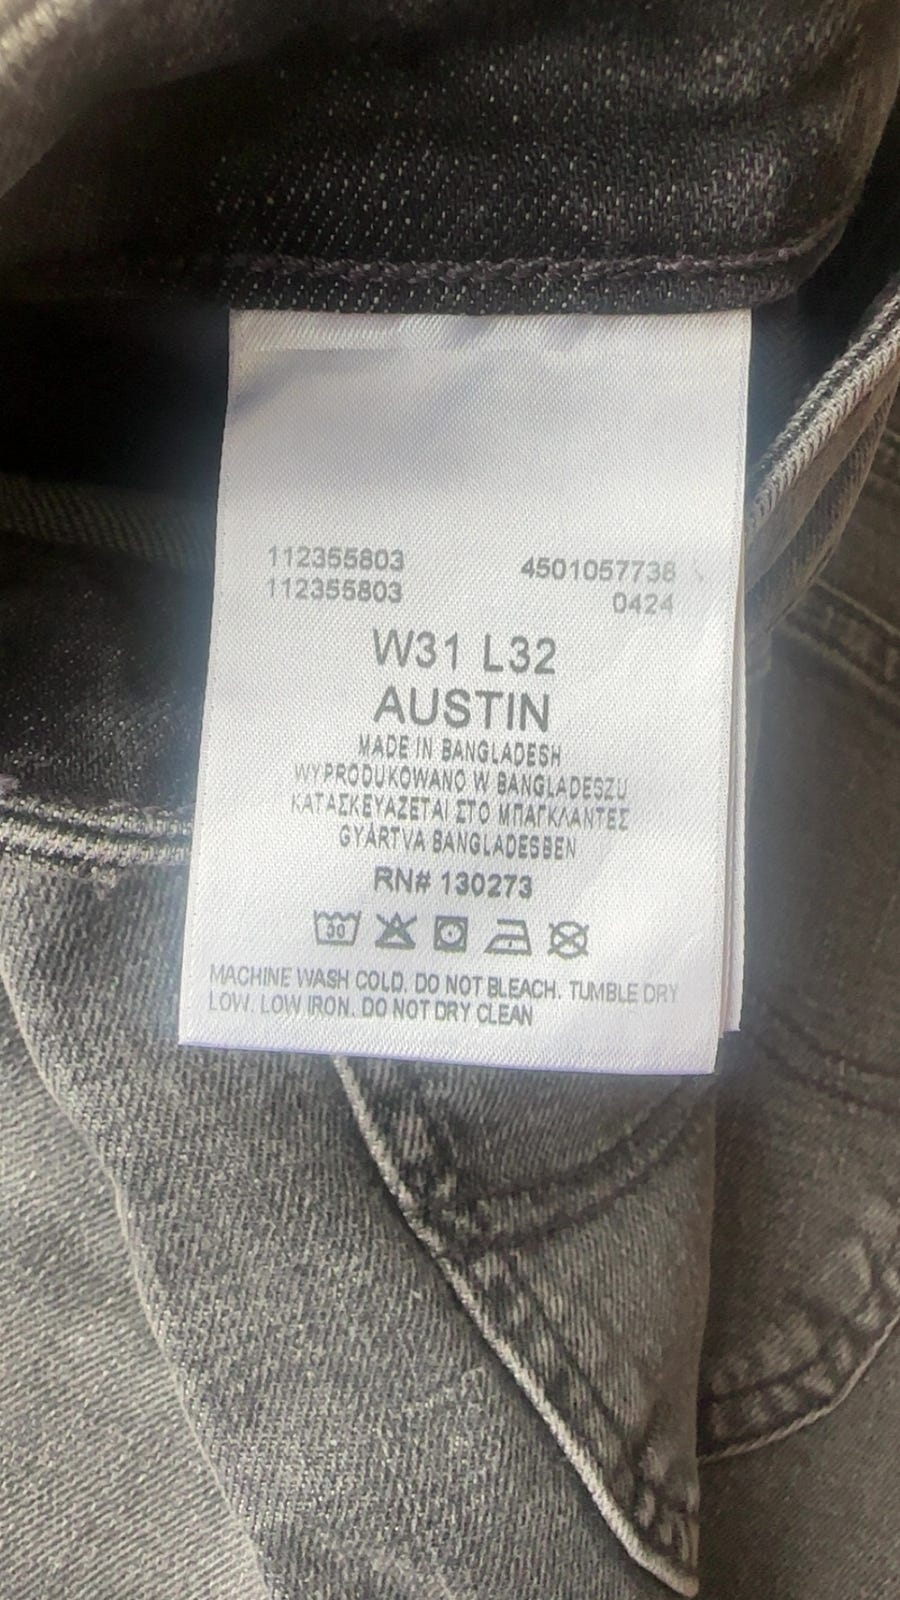 112355803 4501057738
112355803 0424
W31 L32
AUSTIN
MADE IN BANGLADESH
WYPRODUKOWANO W BANGLADESZU
ΚΑΤΑΣΚΕΥΑΖΕΤΑΙ ΣΤΟ ΜΠΑΓΚΛΑΝΤΕΣ
GYÁRTVA BANGLADESBEN
RN# 130273
30
MACHINE WASH COLD. DO NOT BLEACH. TUMBLE DRY
LOW. LOW IRON. DO NOT DRY CLEAN